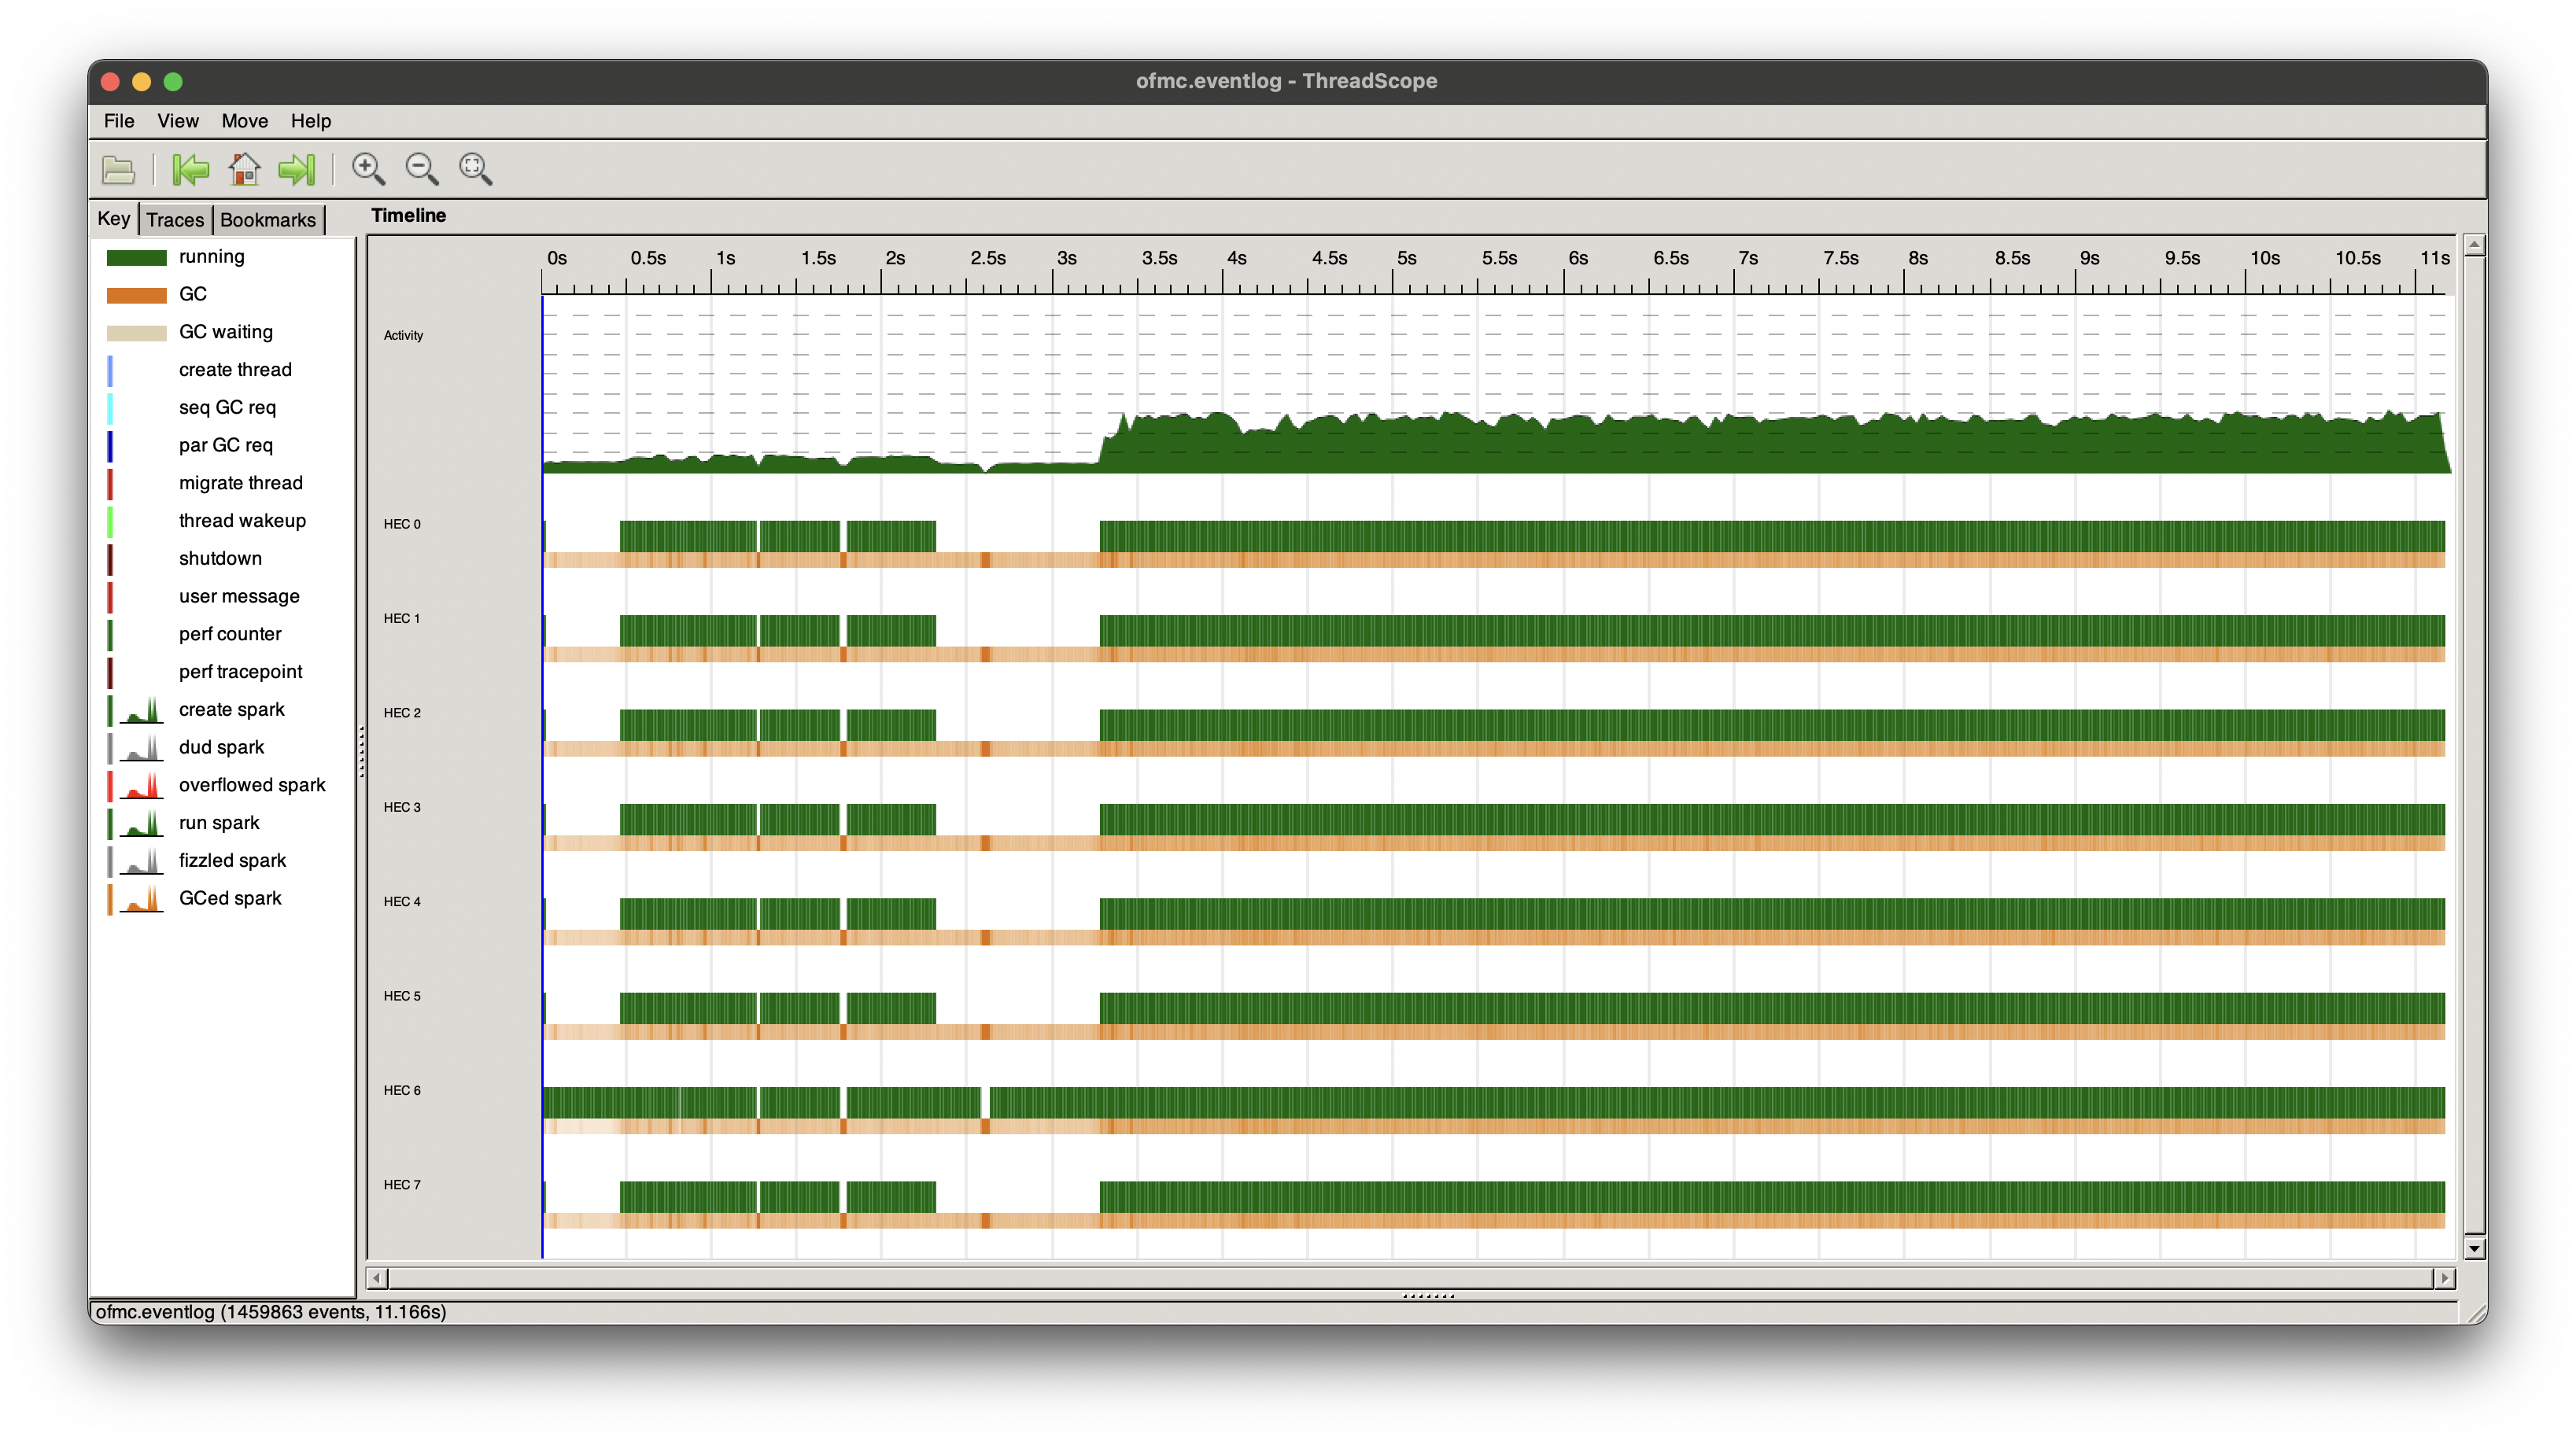 ofmc.eventlog - ThreadScope
File View Move Help
Key Traces Bookmarks
running
GC
GC waiting
create thread
seq GC req
par GC req
migrate thread
thread wakeup
shutdown
user message
perf counter
perf tracepoint
create spark
dud spark
overflowed spark
run spark
fizzled spark
GCed spark
Timeline
0s 0.5s 1s 1.5s 2s 2.5s 3s 3.5s 4s 4.5s 5s 5.5s 6s 6.5s 7s 7.5s 8s 8.5s 9s 9.5s 10s 10.5s 11s
Activity
HEC 0
HEC 1
HEC 2
HEC 3
HEC 4
HEC 5
HEC 6
HEC 7
ofmc.eventlog (1459863 events, 11.166s)